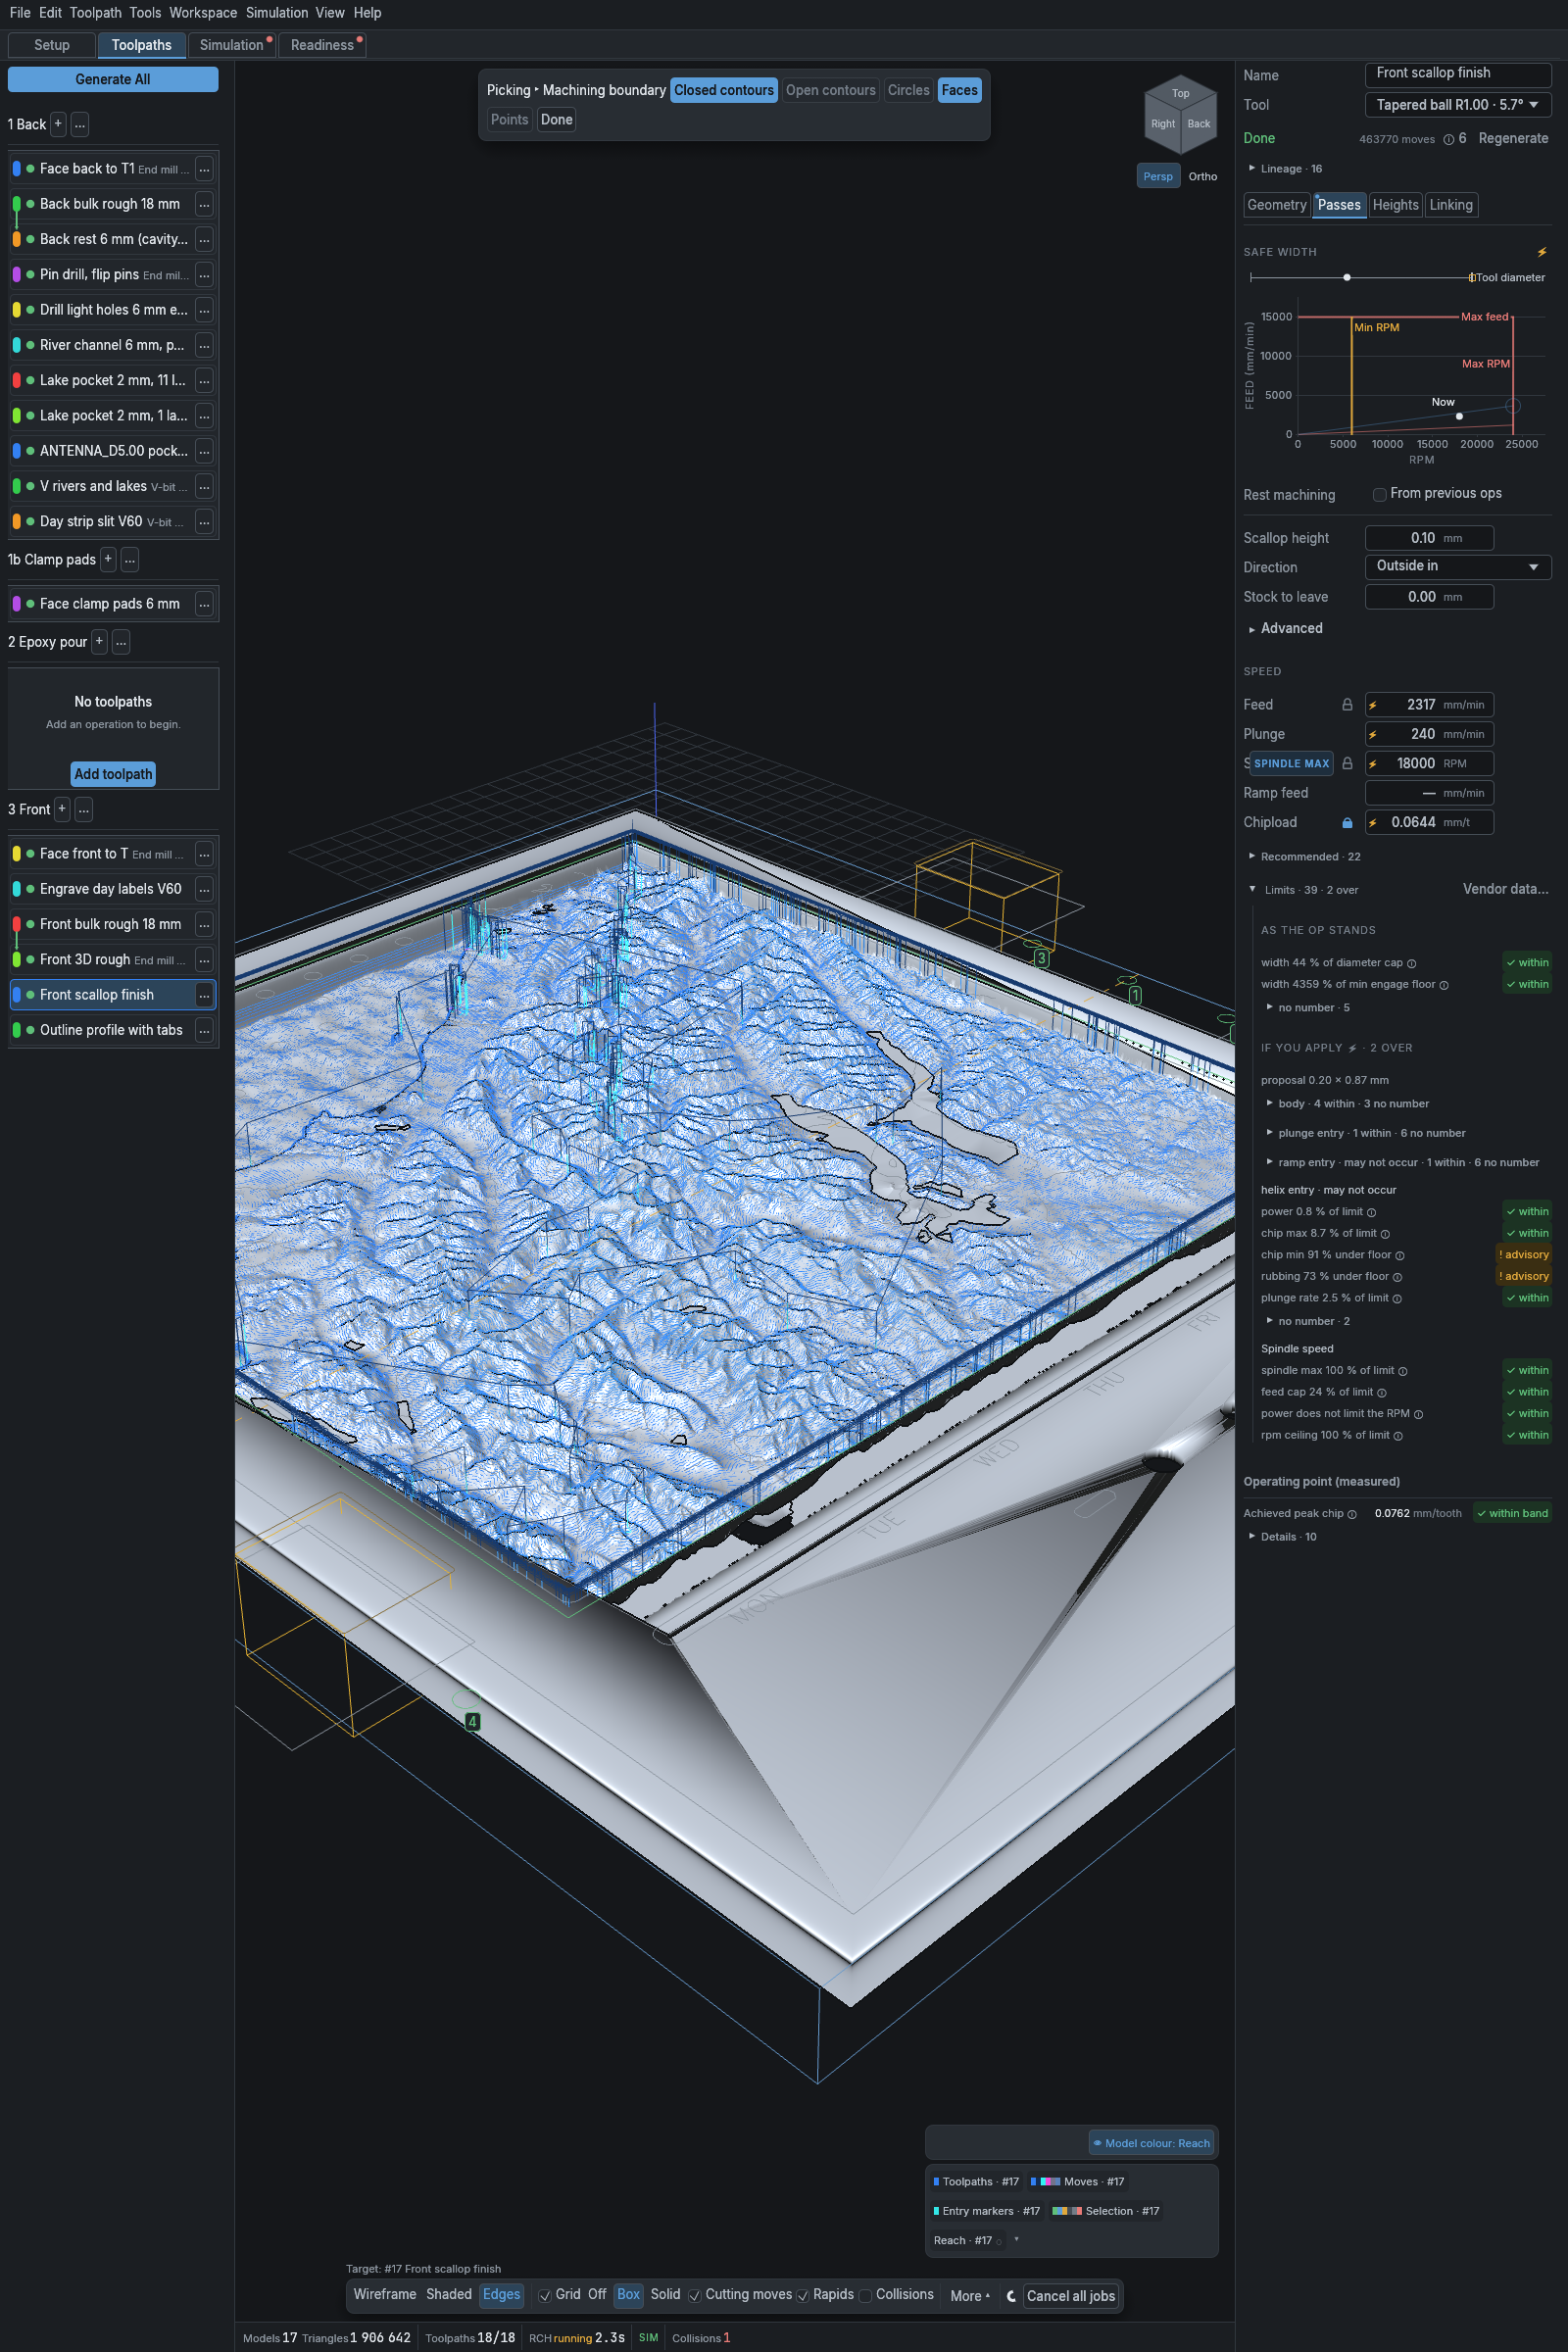 File Edit Toolpath Tools Workspace Simulation View Help
Setup Toolpaths Simulation Readiness
Generate All
1 Back + ...
Face back to T1 End mill ... ...
Back bulk rough 18 mm ...
Back rest 6 mm (cavity... ...
Pin drill, flip pins End mil... ...
Drill light holes 6 mm e... ...
River channel 6 mm, p... ...
Lake pocket 2 mm, 11 l... ...
Lake pocket 2 mm, 1 la... ...
ANTENNA_D5.00 pock... ...
V rivers and lakes V-bit ... ...
Day strip slit V60 V-bit ... ...
1b Clamp pads + ...
Face clamp pads 6 mm ...
2 Epoxy pour + ...
No toolpaths
Add an operation to begin.
Add toolpath
3 Front + ...
Face front to T End mill ... ...
Engrave day labels V60 ...
Front bulk rough 18 mm ...
Front 3D rough End mill ... ...
Front scallop finish ...
Outline profile with tabs ...
Picking ▸ Machining boundary Closed contours Open contours Circles Faces
Points Done
Top
Right Back
Persp Ortho
3
1
FRI
THU
WED
TUE
MON
4
Model colour: Reach
Toolpaths · #17 Moves · #17
Entry markers · #17 Selection · #17
Reach · #17
Target: #17 Front scallop finish
Wireframe Shaded Edges Grid Off Box Solid Cutting moves Rapids Collisions More Cancel all jobs
Models 17 Triangles 1 906 642 Toolpaths 18/18 RCH running 2.3s SIM Collisions 1
Name Front scallop finish
Tool Tapered ball R1.00 · 5.7°
Done 463770 moves 6 Regenerate
Lineage · 16
Geometry Passes Heights Linking
SAFE WIDTH
Tool diameter
15000 Max feed
Min RPM
10000
Max RPM
5000
Now
0
FEED (mm/min)
0 5000 10000 15000 20000 25000
RPM
Rest machining From previous ops
Scallop height 0.10 mm
Direction Outside in
Stock to leave 0.00 mm
Advanced
SPEED
Feed 2317 mm/min
Plunge 240 mm/min
S SPINDLE MAX 18000 RPM
Ramp feed — mm/min
Chipload 0.0644 mm/t
Recommended · 22
Limits · 39 · 2 over Vendor data...
AS THE OP STANDS
width 44 % of diameter cap ✓ within
width 4359 % of min engage floor ✓ within
no number · 5
IF YOU APPLY ⚡ · 2 OVER
proposal 0.20 × 0.87 mm
body · 4 within · 3 no number
plunge entry · 1 within · 6 no number
ramp entry · may not occur · 1 within · 6 no number
helix entry · may not occur
power 0.8 % of limit ✓ within
chip max 8.7 % of limit ✓ within
chip min 91 % under floor ! advisory
rubbing 73 % under floor ! advisory
plunge rate 2.5 % of limit ✓ within
no number · 2
Spindle speed
spindle max 100 % of limit ✓ within
feed cap 24 % of limit ✓ within
power does not limit the RPM ✓ within
rpm ceiling 100 % of limit ✓ within
Operating point (measured)
Achieved peak chip 0.0762 mm/tooth ✓ within band
Details · 10